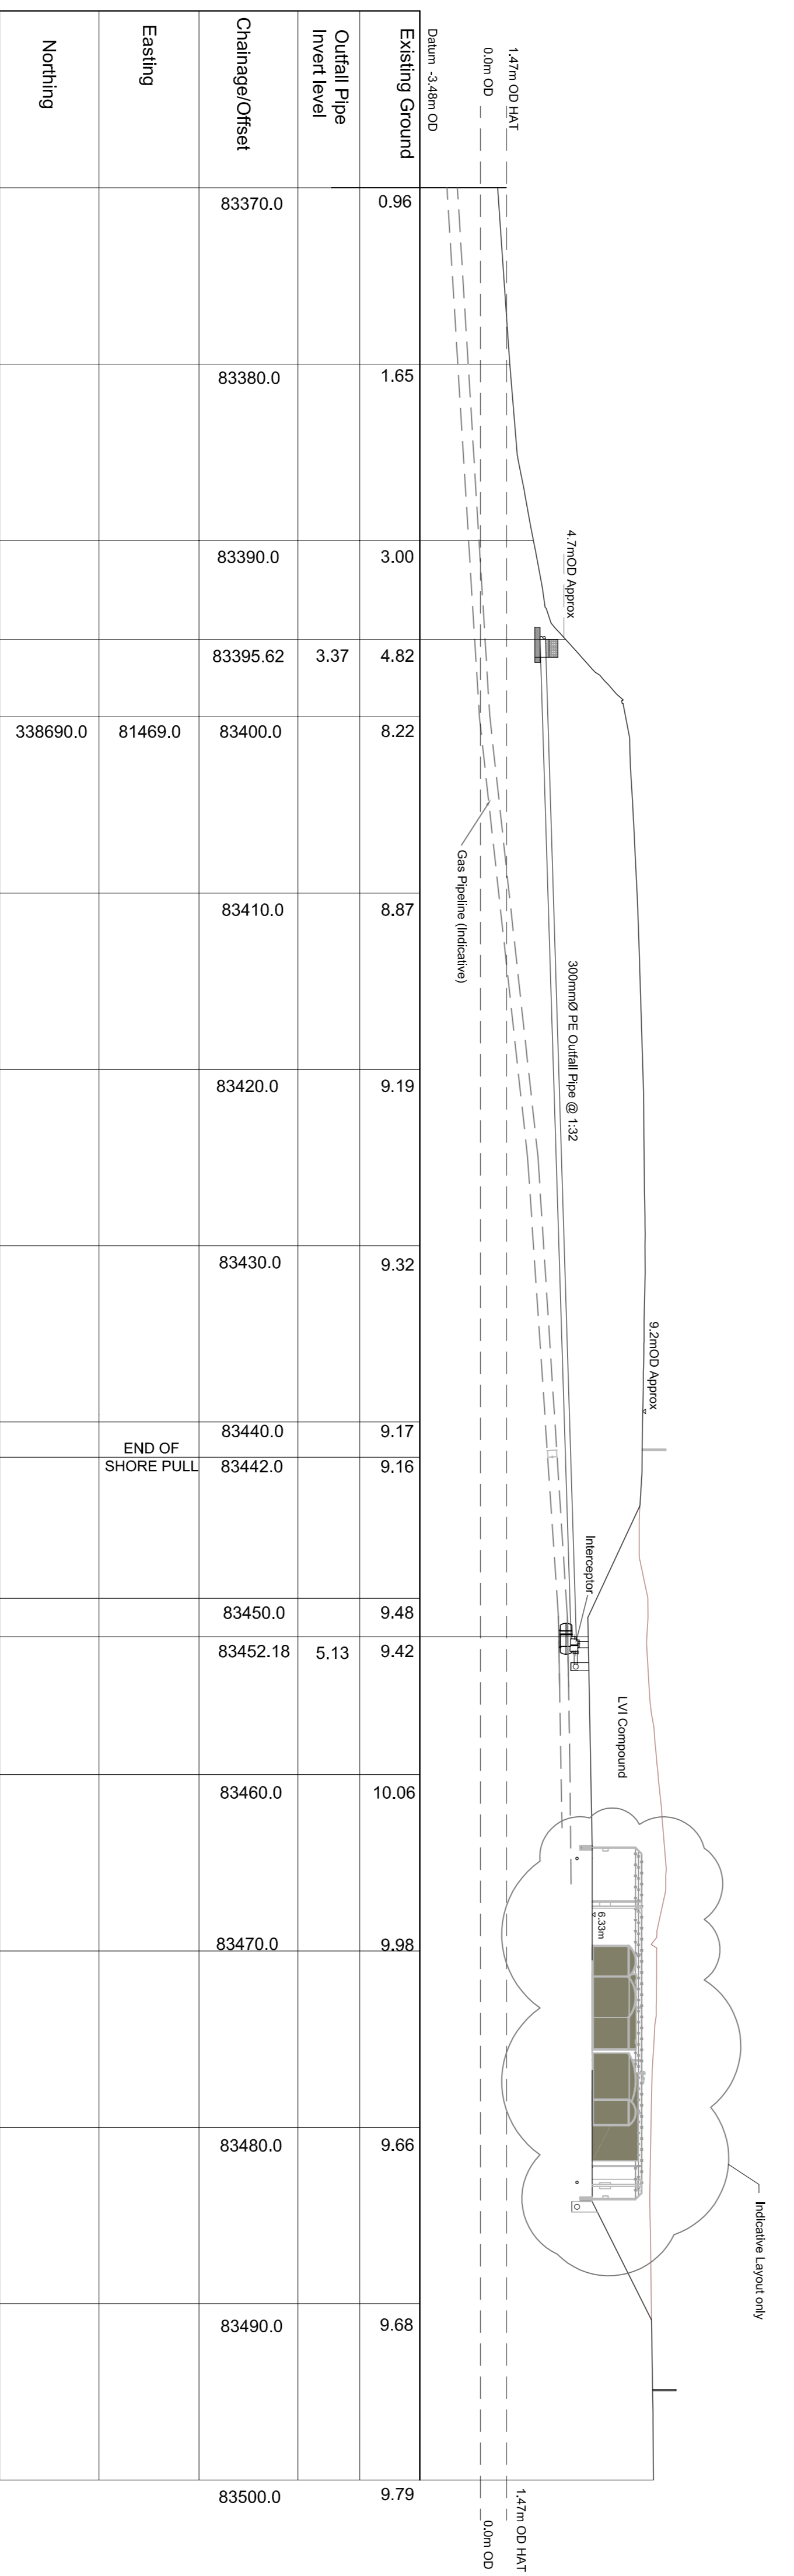 Datum -3.48m OD
0.0m OD
1.47m OD HAT
Existing Ground
Outfall Pipe
Invert level
Chainage/Offset
Easting
Northing
83370.0 0.96
83380.0 1.65
83390.0 3.00
4.7mOD Approx
83395.62 3.37 4.82
338690.0 81469.0 83400.0 8.22
Gas Pipeline (Indicative)
83410.0 8.87
300mmØ PE Outfall Pipe @ 1:32
83420.0 9.19
83430.0 9.32
9.2mOD Approx
83440.0 9.17
END OF
SHORE PULL 83442.0 9.16
Interceptor
83450.0 9.48
83452.18 5.13 9.42
LVI Compound
83460.0 10.06
6.33m
83470.0 9.98
83480.0 9.66
Indicative Layout only
83490.0 9.68
83500.0 9.79
1.47m OD HAT
0.0m OD